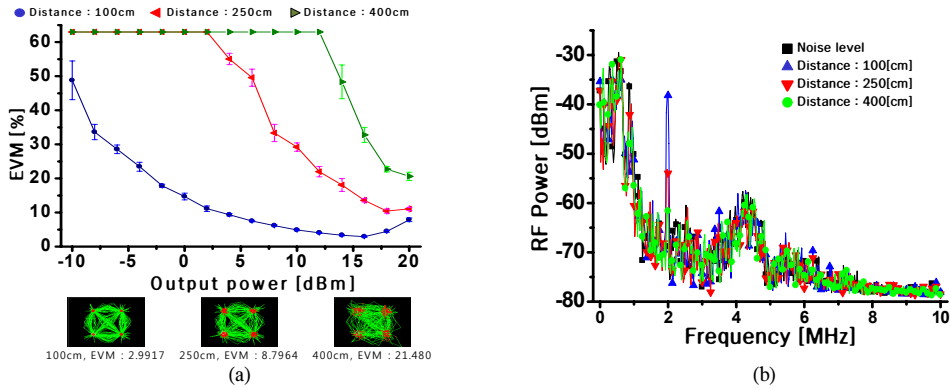 Distance : 100cm Distance : 250cm Distance : 400cm
EVM [%]
60
50
40
30
20
10
0
-10 -5 0 5 10 15 20
Output power [dBm]
100cm, EVM : 2.9917 250cm, EVM : 8.7964 400cm, EVM : 21.480
(a)
Noise level
Distance : 100[cm]
Distance : 250[cm]
Distance : 400[cm]
RF Power [dBm]
-30
-40
-50
-60
-70
-80
0 2 4 6 8 10
Frequency [MHz]
(b)